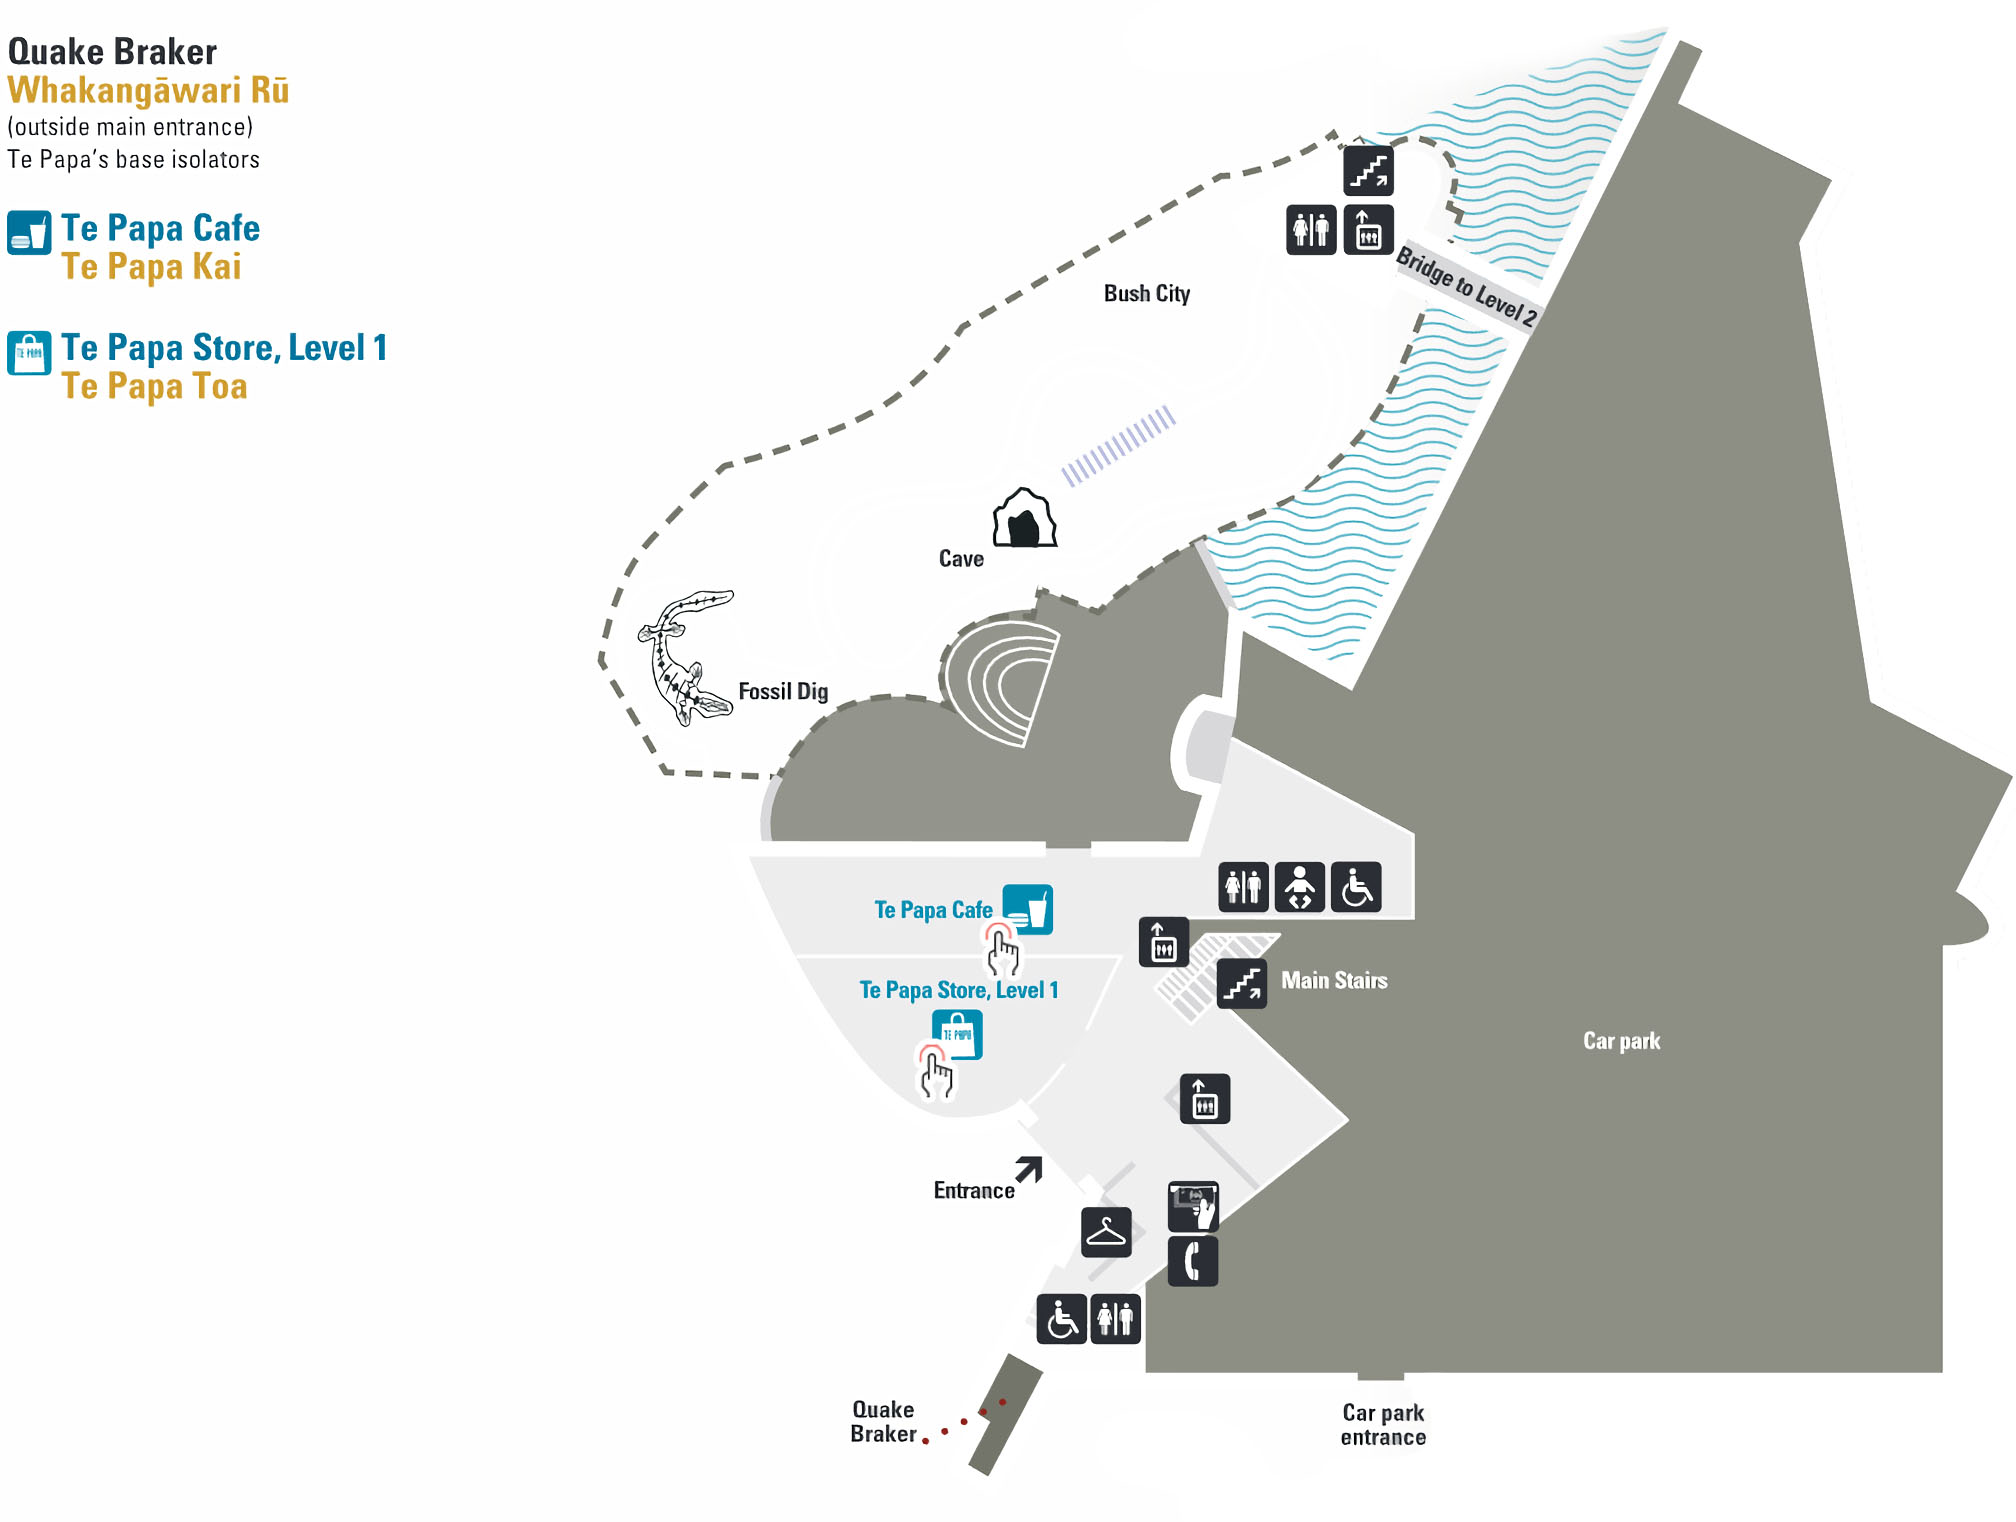 Quake Braker
Whakangāwari Rū
(outside main entrance)
Te Papa's base isolators
Te Papa Cafe
Te Papa Kai
TE PAPA
Te Papa Store, Level 1
Te Papa Toa
Bush City
Bridge to Level 2
Cave
Fossil Dig
Te Papa Cafe
Te Papa Store, Level 1
TE PAPA
Main Stairs
Car park
Entrance
Quake
Braker
Car park
entrance